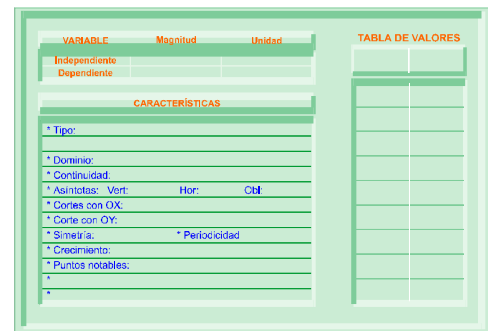 VARIABLE Magnitud Unidad
Independiente
Dependiente
CARACTERÍSTICAS
* Tipo:
* Dominio:
* Continuidad:
* Asíntotas: Vert: Hor: Obl:
* Cortes con OX:
* Corte con OY:
* Simetría: * Periodicidad
* Crecimiento:
* Puntos notables:
*
*
TABLA DE VALORES